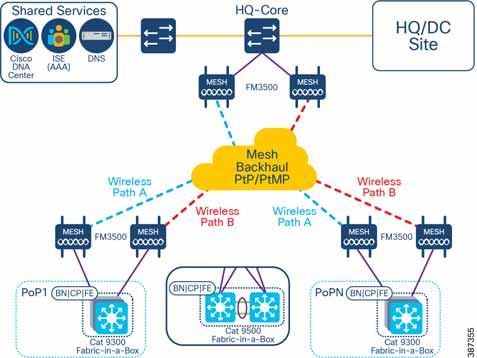 Shared Services
Cisco
DNA
Center
ISE
(AAA)
DNS
HQ-Core
HQ/DC
Site
MESH
FM3500
MESH
Mesh
Backhaul
PtP/PtMP
Wireless
Path A
Wireless
Path B
Wireless
Path A
Wireless
Path B
MESH
FM3500
MESH
MESH
FM3500
MESH
PoP1
BN|CP|FE
Cat 9300
Fabric-in-a-Box
BN|CP|FE
Cat 9500
Fabric-in-a-Box
PoPN
BN|CP|FE
Cat 9300
Fabric-in-a-Box
387355